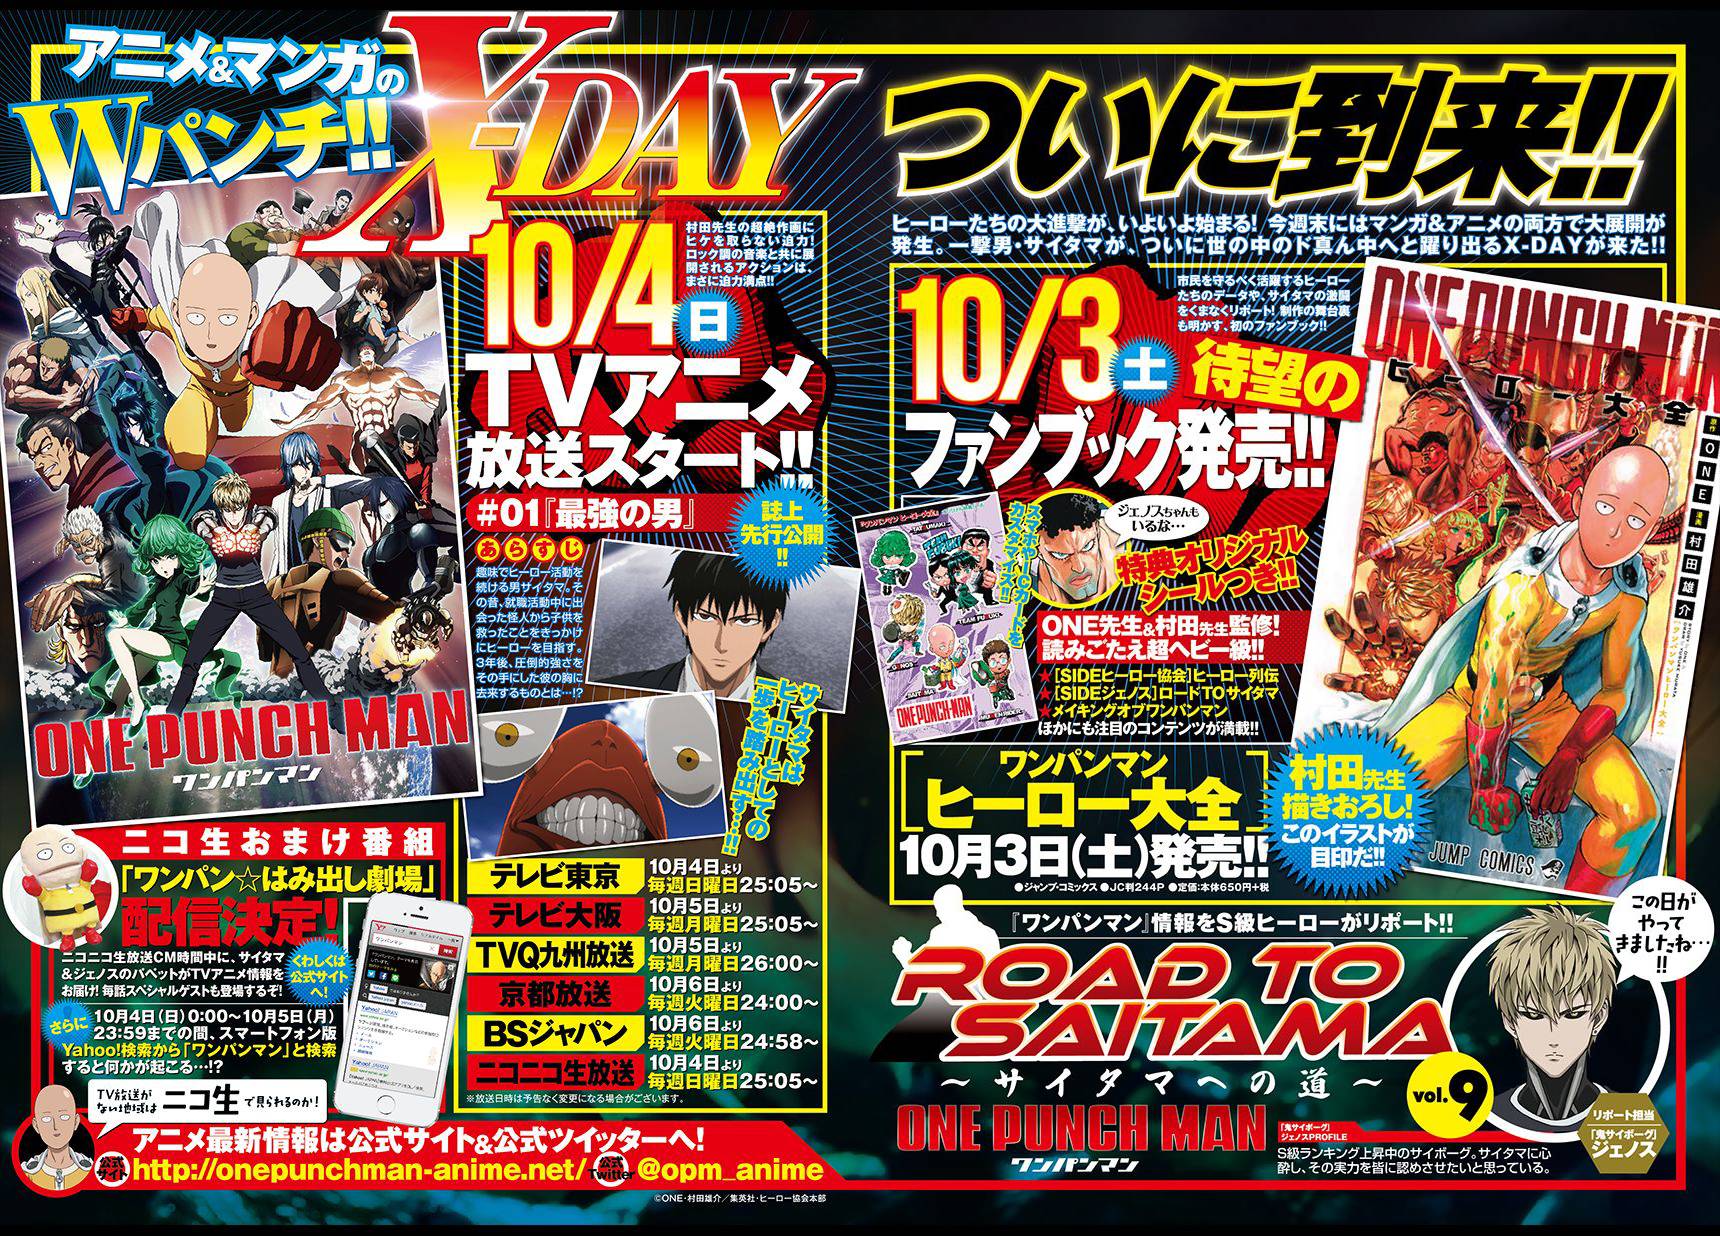 アニメ&マンガの
Wパンチ!!
X-DAY
ついに到来!!
ヒーローたちの大進撃が、いよいよ始まる! 今週末にはマンガ&アニメの両方で大展開が
発生。一撃男・サイタマが、ついに世の中のド真ん中へと躍り出るX-DAYが来た!!
ONE PUNCH MAN
ワンパンマン
10/4日
村田先生の超絶作画に
ヒケを取らない迫力!
ロック調の音楽と共に展
開されるアクションは、
まさに迫力満点!!
TVアニメ
放送スタート!!
#01『最強の男』
誌上
先行公開
!!
あらすじ
趣味でヒーロー活動を
続ける男サイタマ。そ
の昔、就職活動中に出
会った怪人から子供を
救ったことをきっかけ
にヒーローを目指す。
3年後、圧倒的強さを
その手にした彼の胸に
去来するものとは…!?
サイタマは
ヒーローとしての
一歩を踏み出す…!!
テレビ東京 10月4日より
毎週日曜日25:05~
テレビ大阪 10月5日より
毎週月曜日25:05~
TVQ九州放送 10月5日より
毎週月曜日26:00~
京都放送 10月6日より
毎週火曜日24:00~
BSジャパン 10月6日より
毎週火曜日24:58~
ニコニコ生放送 10月4日より
毎週日曜日25:05~
※放送日時は予告なく変更になる場合がございます。
ニコ生おまけ番組
「ワンパン☆はみ出し劇場」
配信決定!
ニコニコ生放送CM時間中に、サイタマ
&ジェノスのパペットがTVアニメ情報を
お届け! 毎話スペシャルゲストも登場するぞ!
くわしくは
公式サイト
へ!
さらに
10月4日(日)0:00~10月5日(月)
23:59までの間、スマートフォン版
Yahoo!検索から「ワンパンマン」と検索
すると何かが起こる…!?
ワンパンマン
検索
Yahoo! JAPAN
TV放送が
ない地域は ニコ生で見られるのか!
アニメ最新情報は公式サイト&公式ツイッターへ!
公式
サイト
http://onepunchman-anime.net/
公式
Twitter
@opm_anime
©ONE・村田雄介/集英社・ヒーロー協会本部
10/3土
市民を守るべく活躍するヒーロー
たちのデータや、サイタマの激闘
をくまなくリポート! 制作の舞台裏
も明かす、初のファンブック!!
待望の
ファンブック発売!!
スマホやICカードを
カスタマイズ!!
ジェノスちゃんも
いるな…
特典オリジナル
シールつき!!
ONE先生&村田先生監修!
読みごたえ超ヘビー級!!
★[SIDEヒーロー協会]ヒーロー列伝
★[SIDEジェノス]ロードTOサイタマ
★メイキングオブワンパンマン
ほかにも注目のコンテンツが満載!!
ONEPUNCH-MAN
ワンパンマン
ヒーロー大全
10月3日(土)発売!!
●ジャンプ・コミックス ●JC判244P ●定価:本体650円+税
村田先生
描きおろし!
このイラストが
目印だ!!
ONEPUNCH-MAN
ヒーロー大全
原作 ONE 漫画 村田雄介
JUMP COMICS
『ワンパンマン』情報をS級ヒーローがリポート!!
ROAD TO
SAITAMA
~サイタマへの道~
vol.9
ONE PUNCH MAN
ワンパンマン
この日が
やって
きましたね…
!!
リポート担当
「鬼サイボーグ」
ジェノス
「鬼サイボーグ」
ジェノスPROFILE
S級ランキング上昇中のサイボーグ。サイタマに心
酔し、その実力を皆に認めさせたいと思っている。